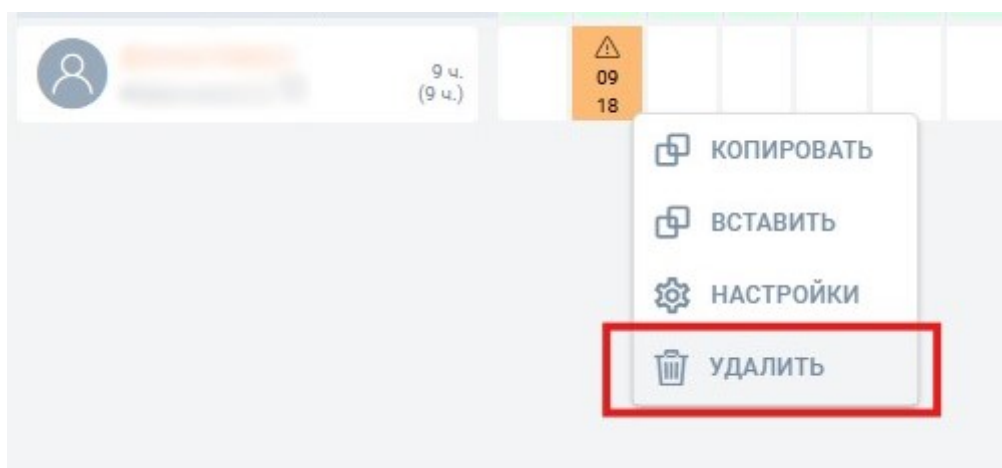 9 ч.
(9 ч.)
09
18
КОПИРОВАТЬ
ВСТАВИТЬ
НАСТРОЙКИ
УДАЛИТЬ